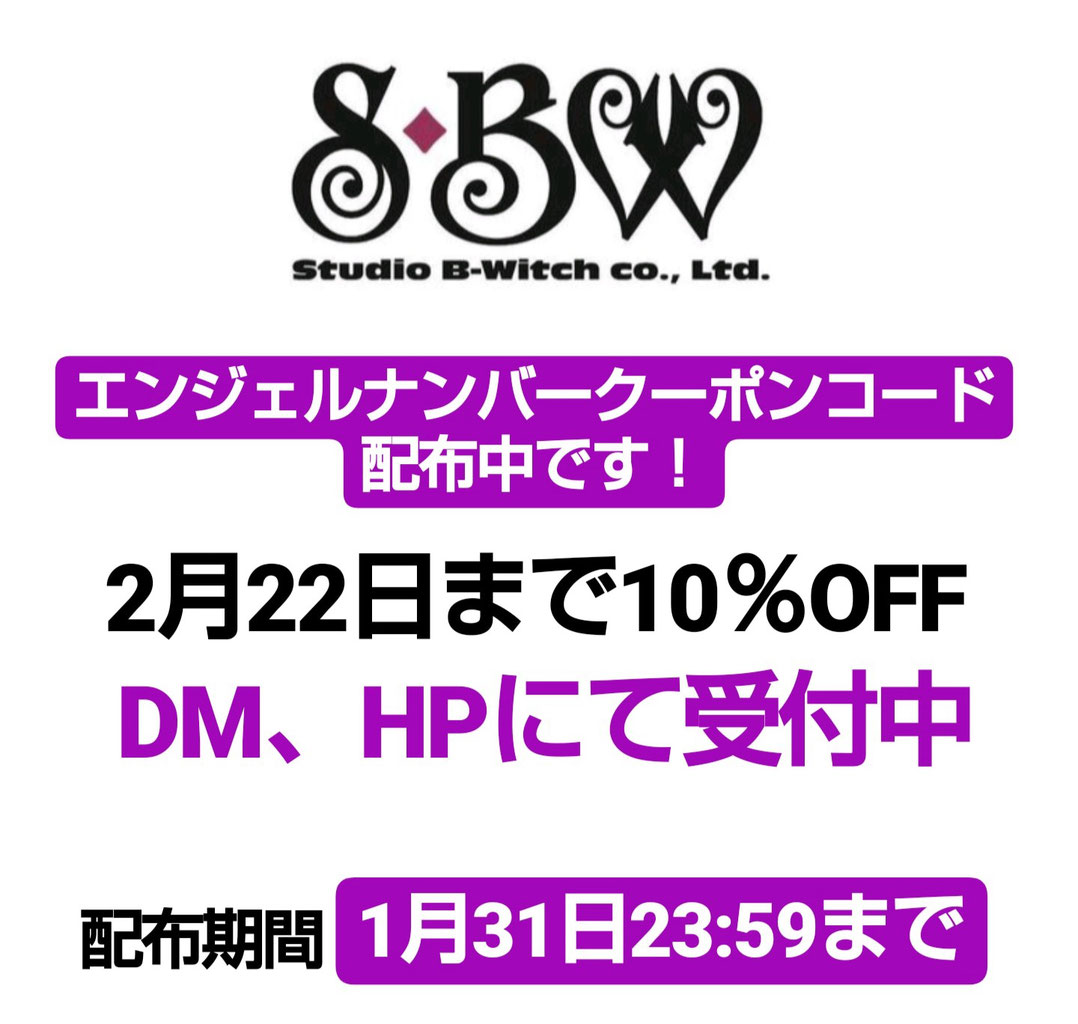 S◆BW
Studio B-Witch co., Ltd.
エンジェルナンバークーポンコード
配布中です！
2月22日まで10%OFF
DM、HPにて受付中
配布期間 1月31日23:59まで